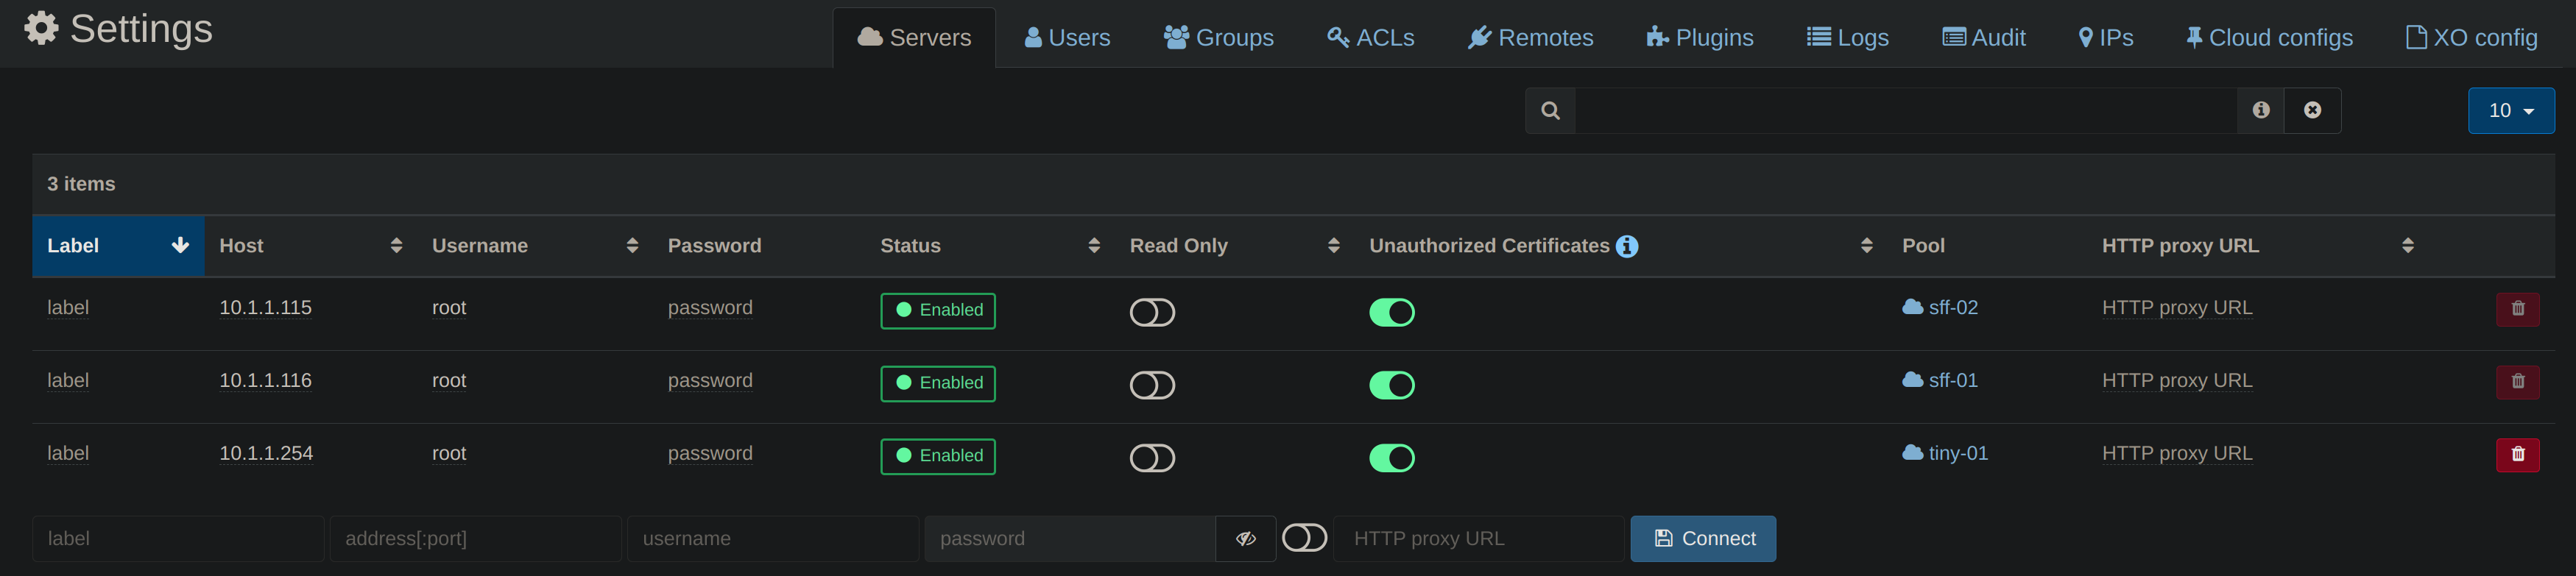 Settings Servers Users Groups ACLs Remotes Plugins Logs Audit IPs Cloud configs XO config
10
3 items
Label Host Username Password Status Read Only Unauthorized Certificates Pool HTTP proxy URL
label 10.1.1.115 root password Enabled sff-02 HTTP proxy URL
label 10.1.1.116 root password Enabled sff-01 HTTP proxy URL
label 10.1.1.254 root password Enabled tiny-01 HTTP proxy URL
label address[:port] username password HTTP proxy URL Connect